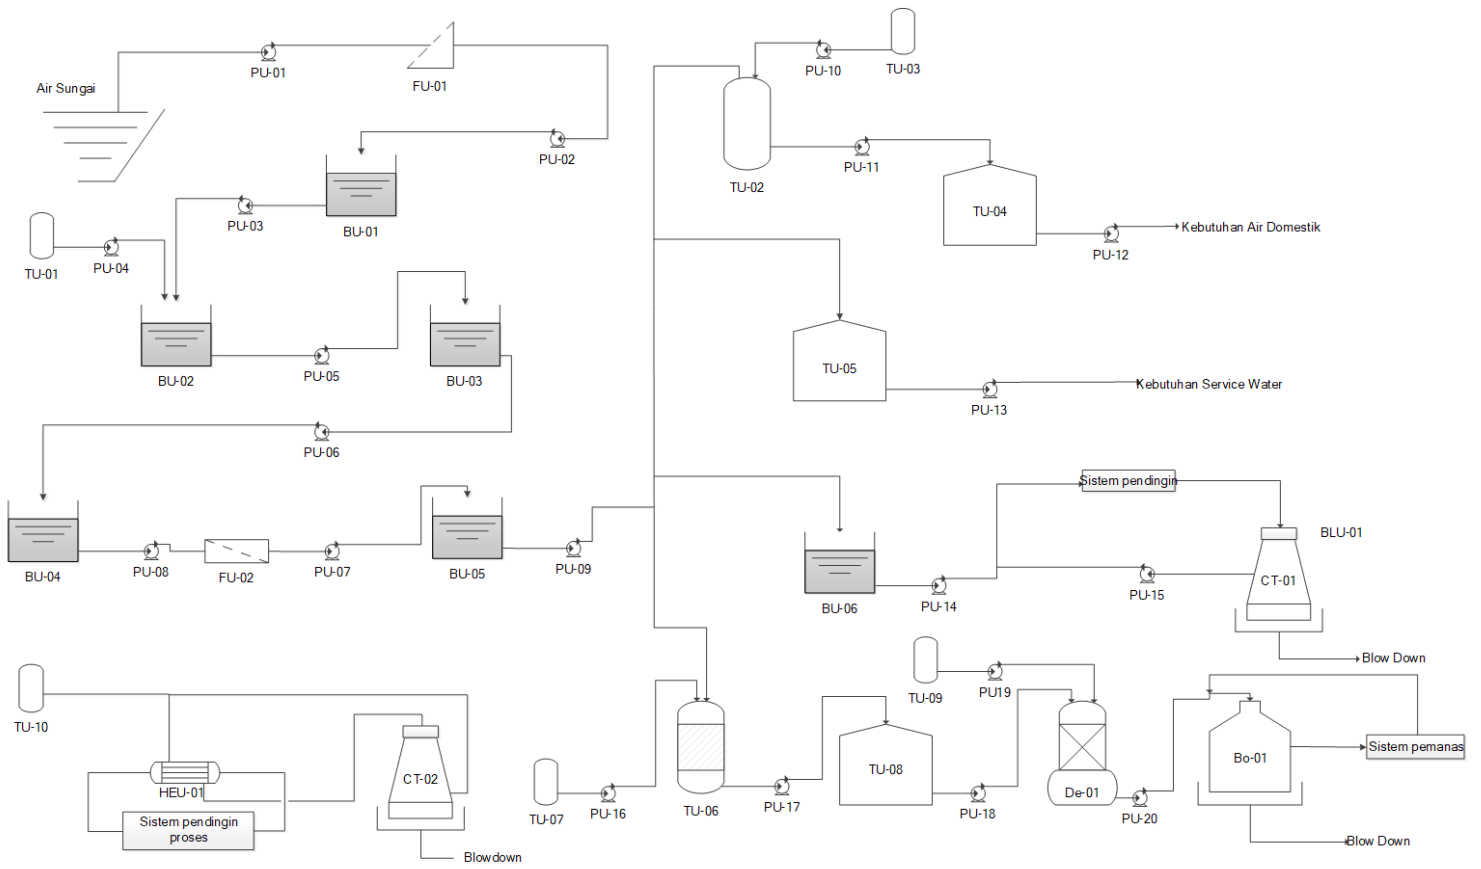 Air Sungai
PU-01
FU-01
PU-02
BU-01
PU-03
TU-01
PU-04
BU-02
PU-05
BU-03
PU-06
BU-04
PU-08
FU-02
PU-07
BU-05
PU-09
TU-03
PU-10
TU-02
PU-11
TU-04
PU-12
Kebutuhan Air Domestik
TU-05
PU-13
Kebutuhan Service Water
BU-06
PU-14
Sistem pendingin
PU-15
CT-01
BLU-01
Blow Down
TU-10
HEU-01
Sistem pendingin
proses
CT-02
Blowdown
TU-07
PU-16
TU-06
PU-17
TU-08
PU-18
TU-09
PU19
De-01
PU-20
Bo-01
Sistem pemanas
Blow Down